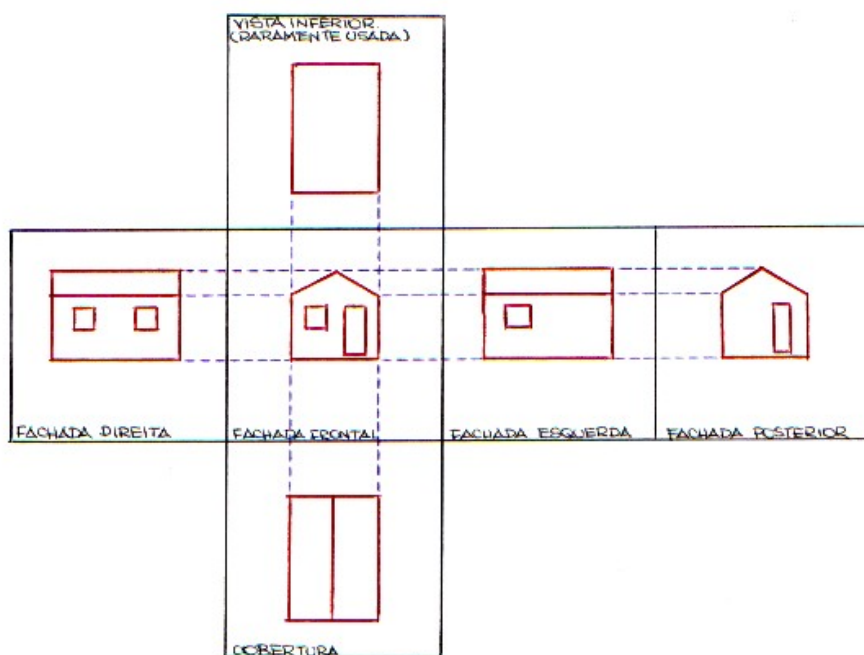 VISTA INFERIOR.
(RARAMENTE USADA)
FACHADA DIREITA
FACHADA FRONTAL
FACHADA ESQUERDA
FACHADA POSTERIOR
COBERTURA